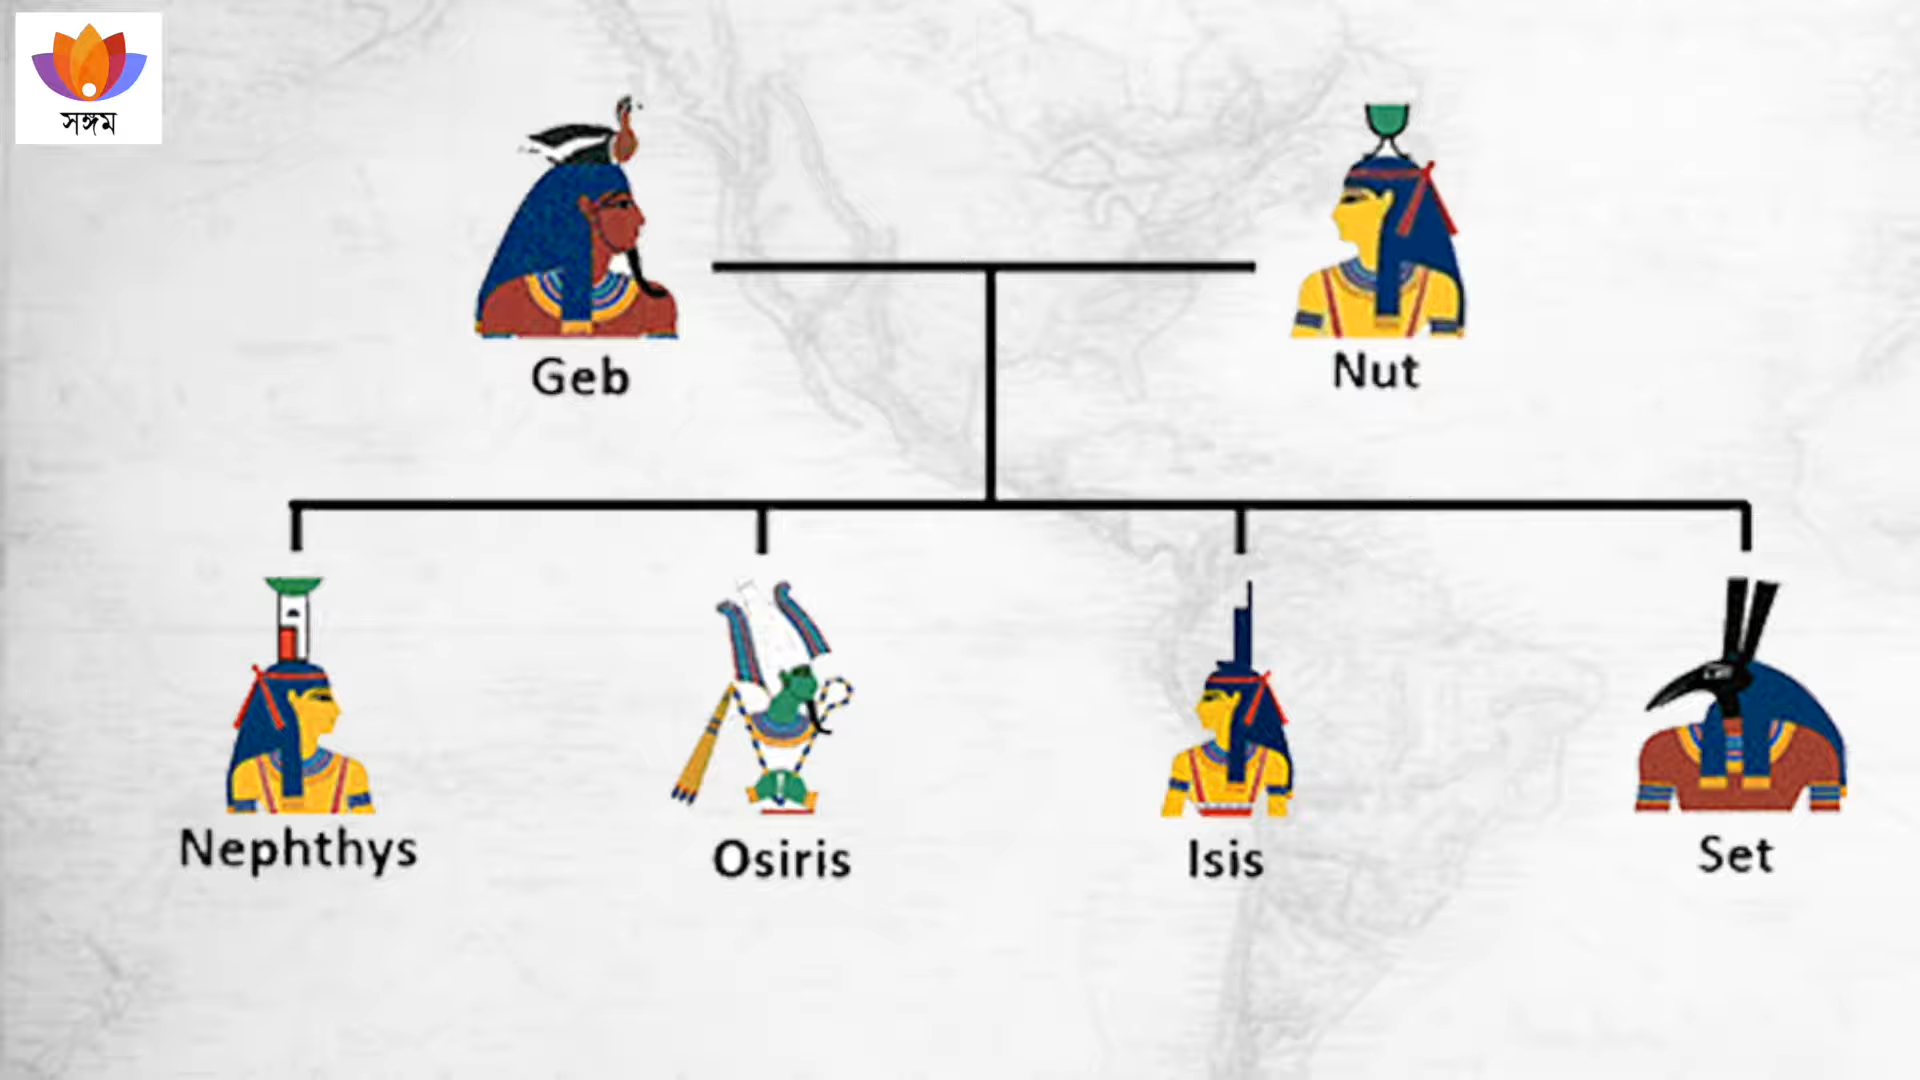 সঙ্গম
Geb
Nut
Nephthys
Osiris
Isis
Set